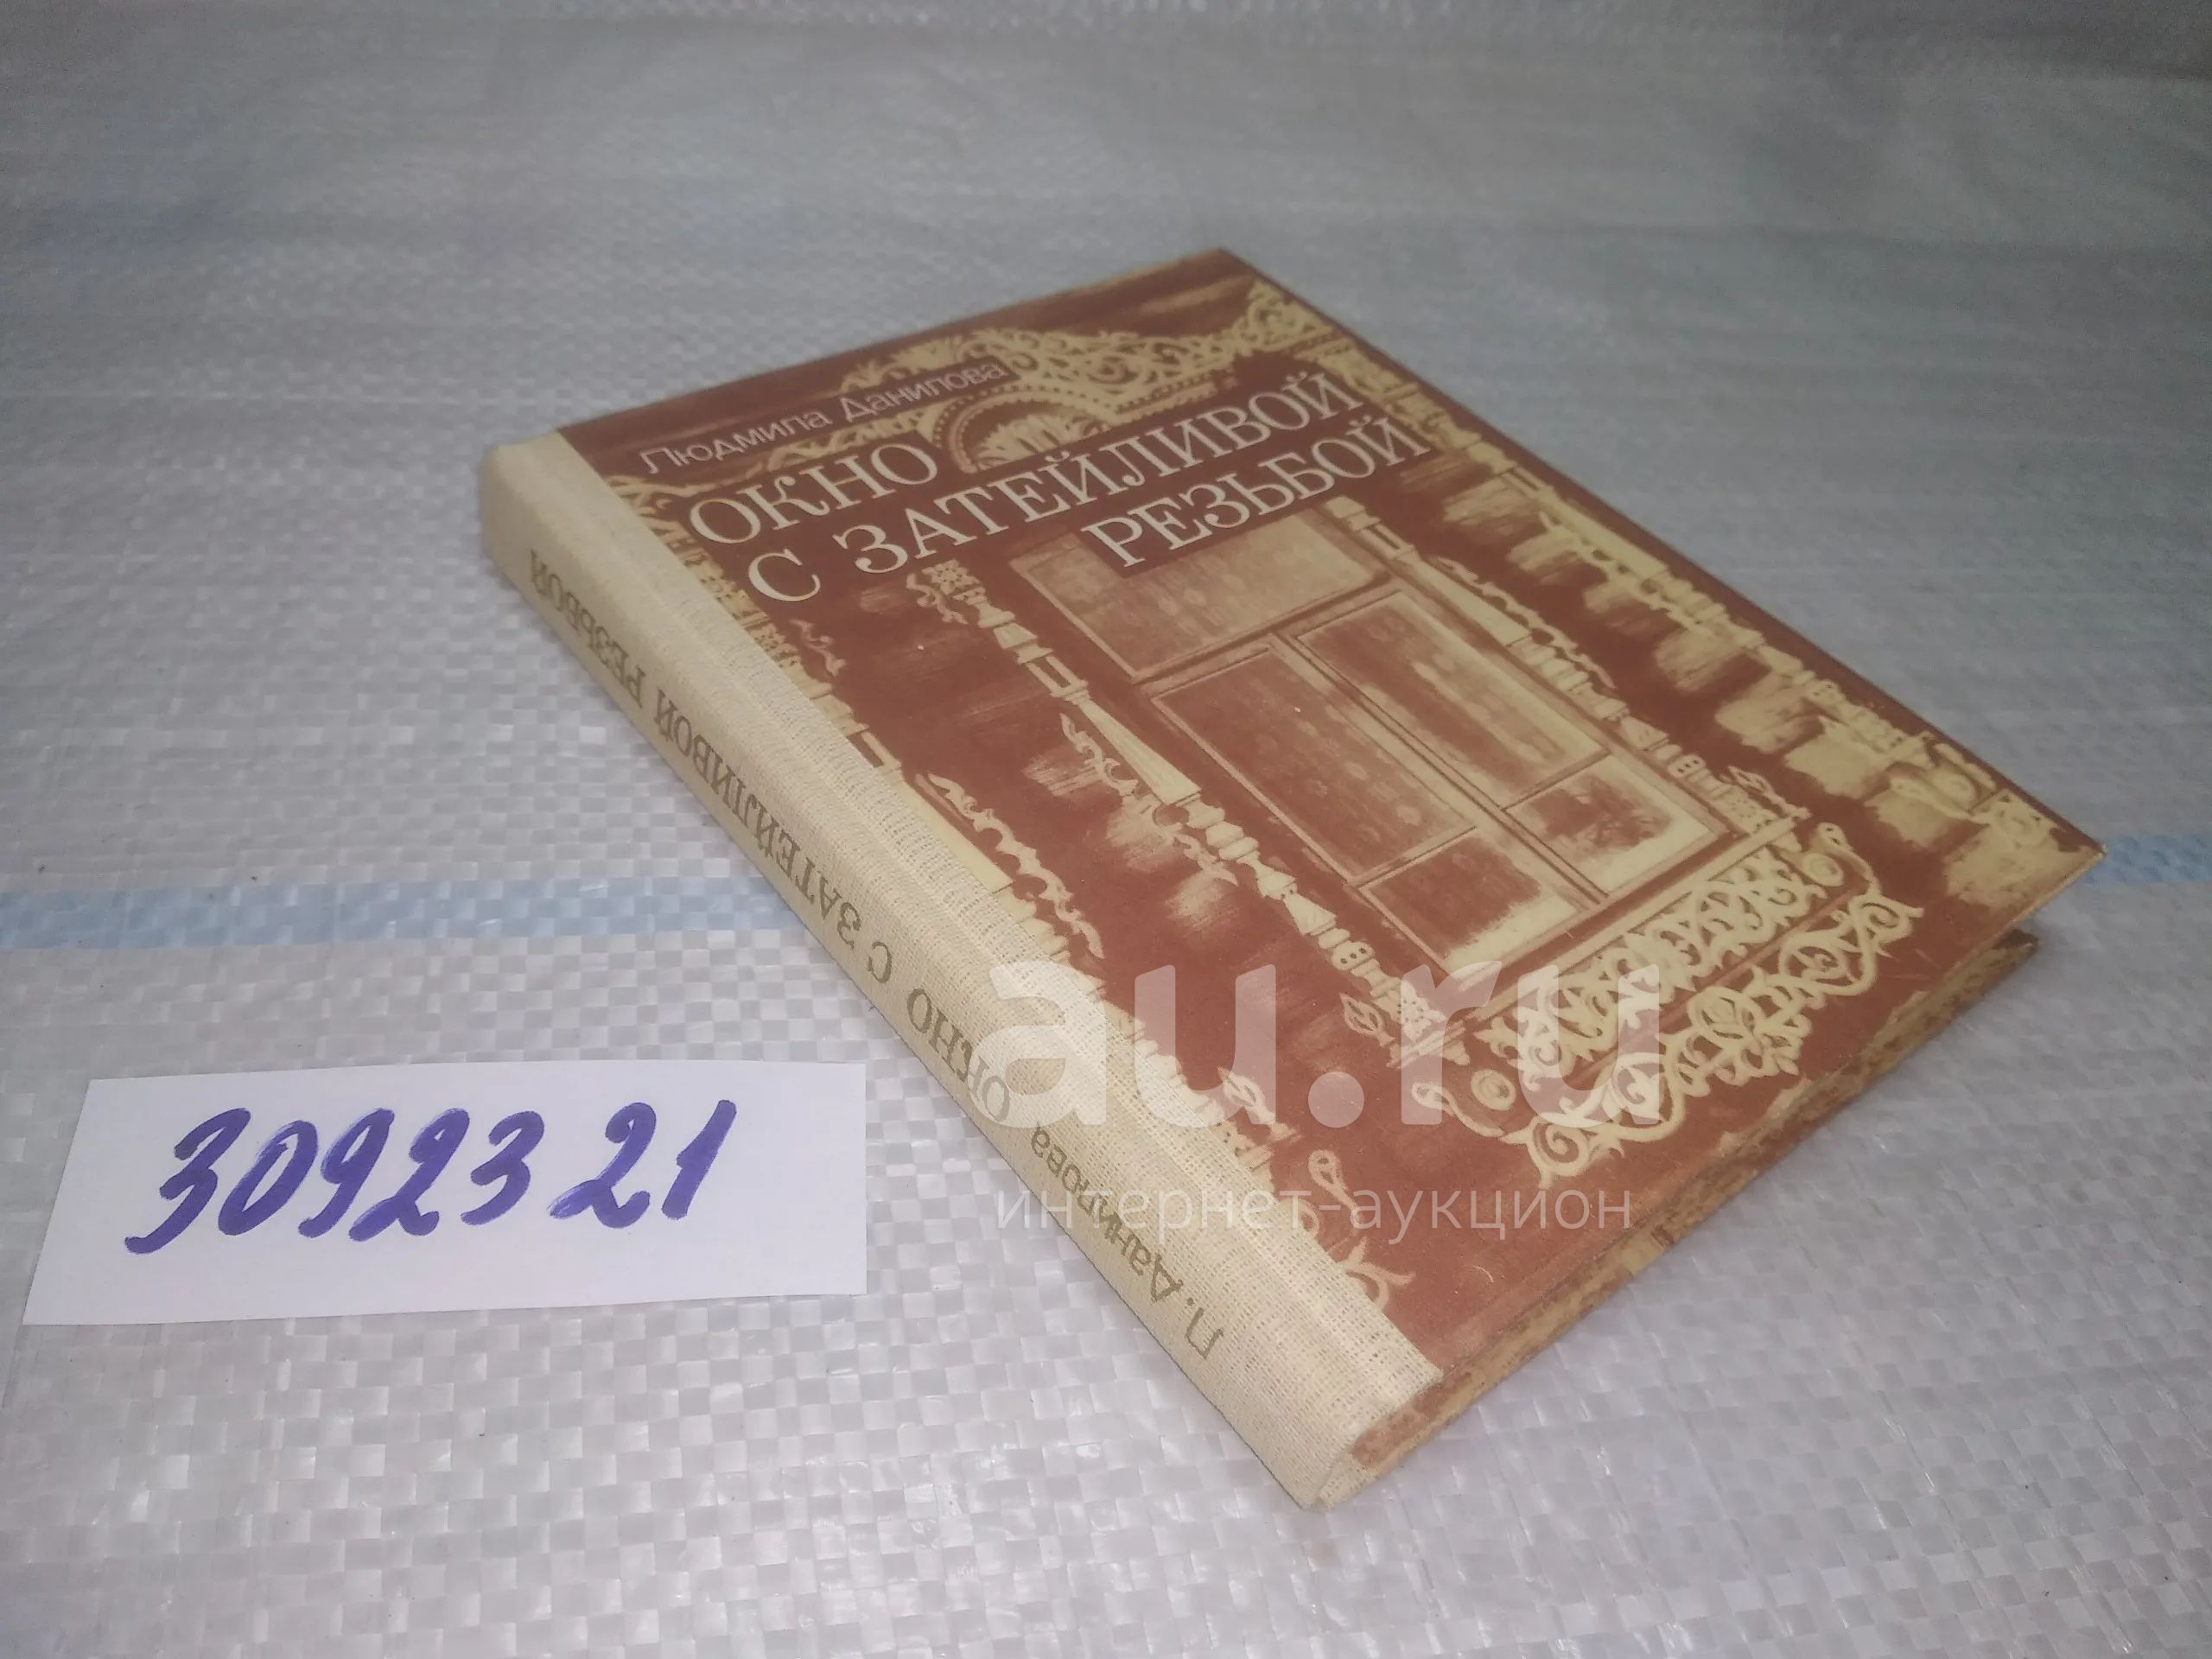 Людмила Данилова
ОКНО
С ЗАТЕЙЛИВОЙ
РЕЗЬБОЙ
Л. Данилова ОКНО С ЗАТЕЙЛИВОЙ РЕЗЬБОЙ
3092321
au.ru
интернет-аукцион